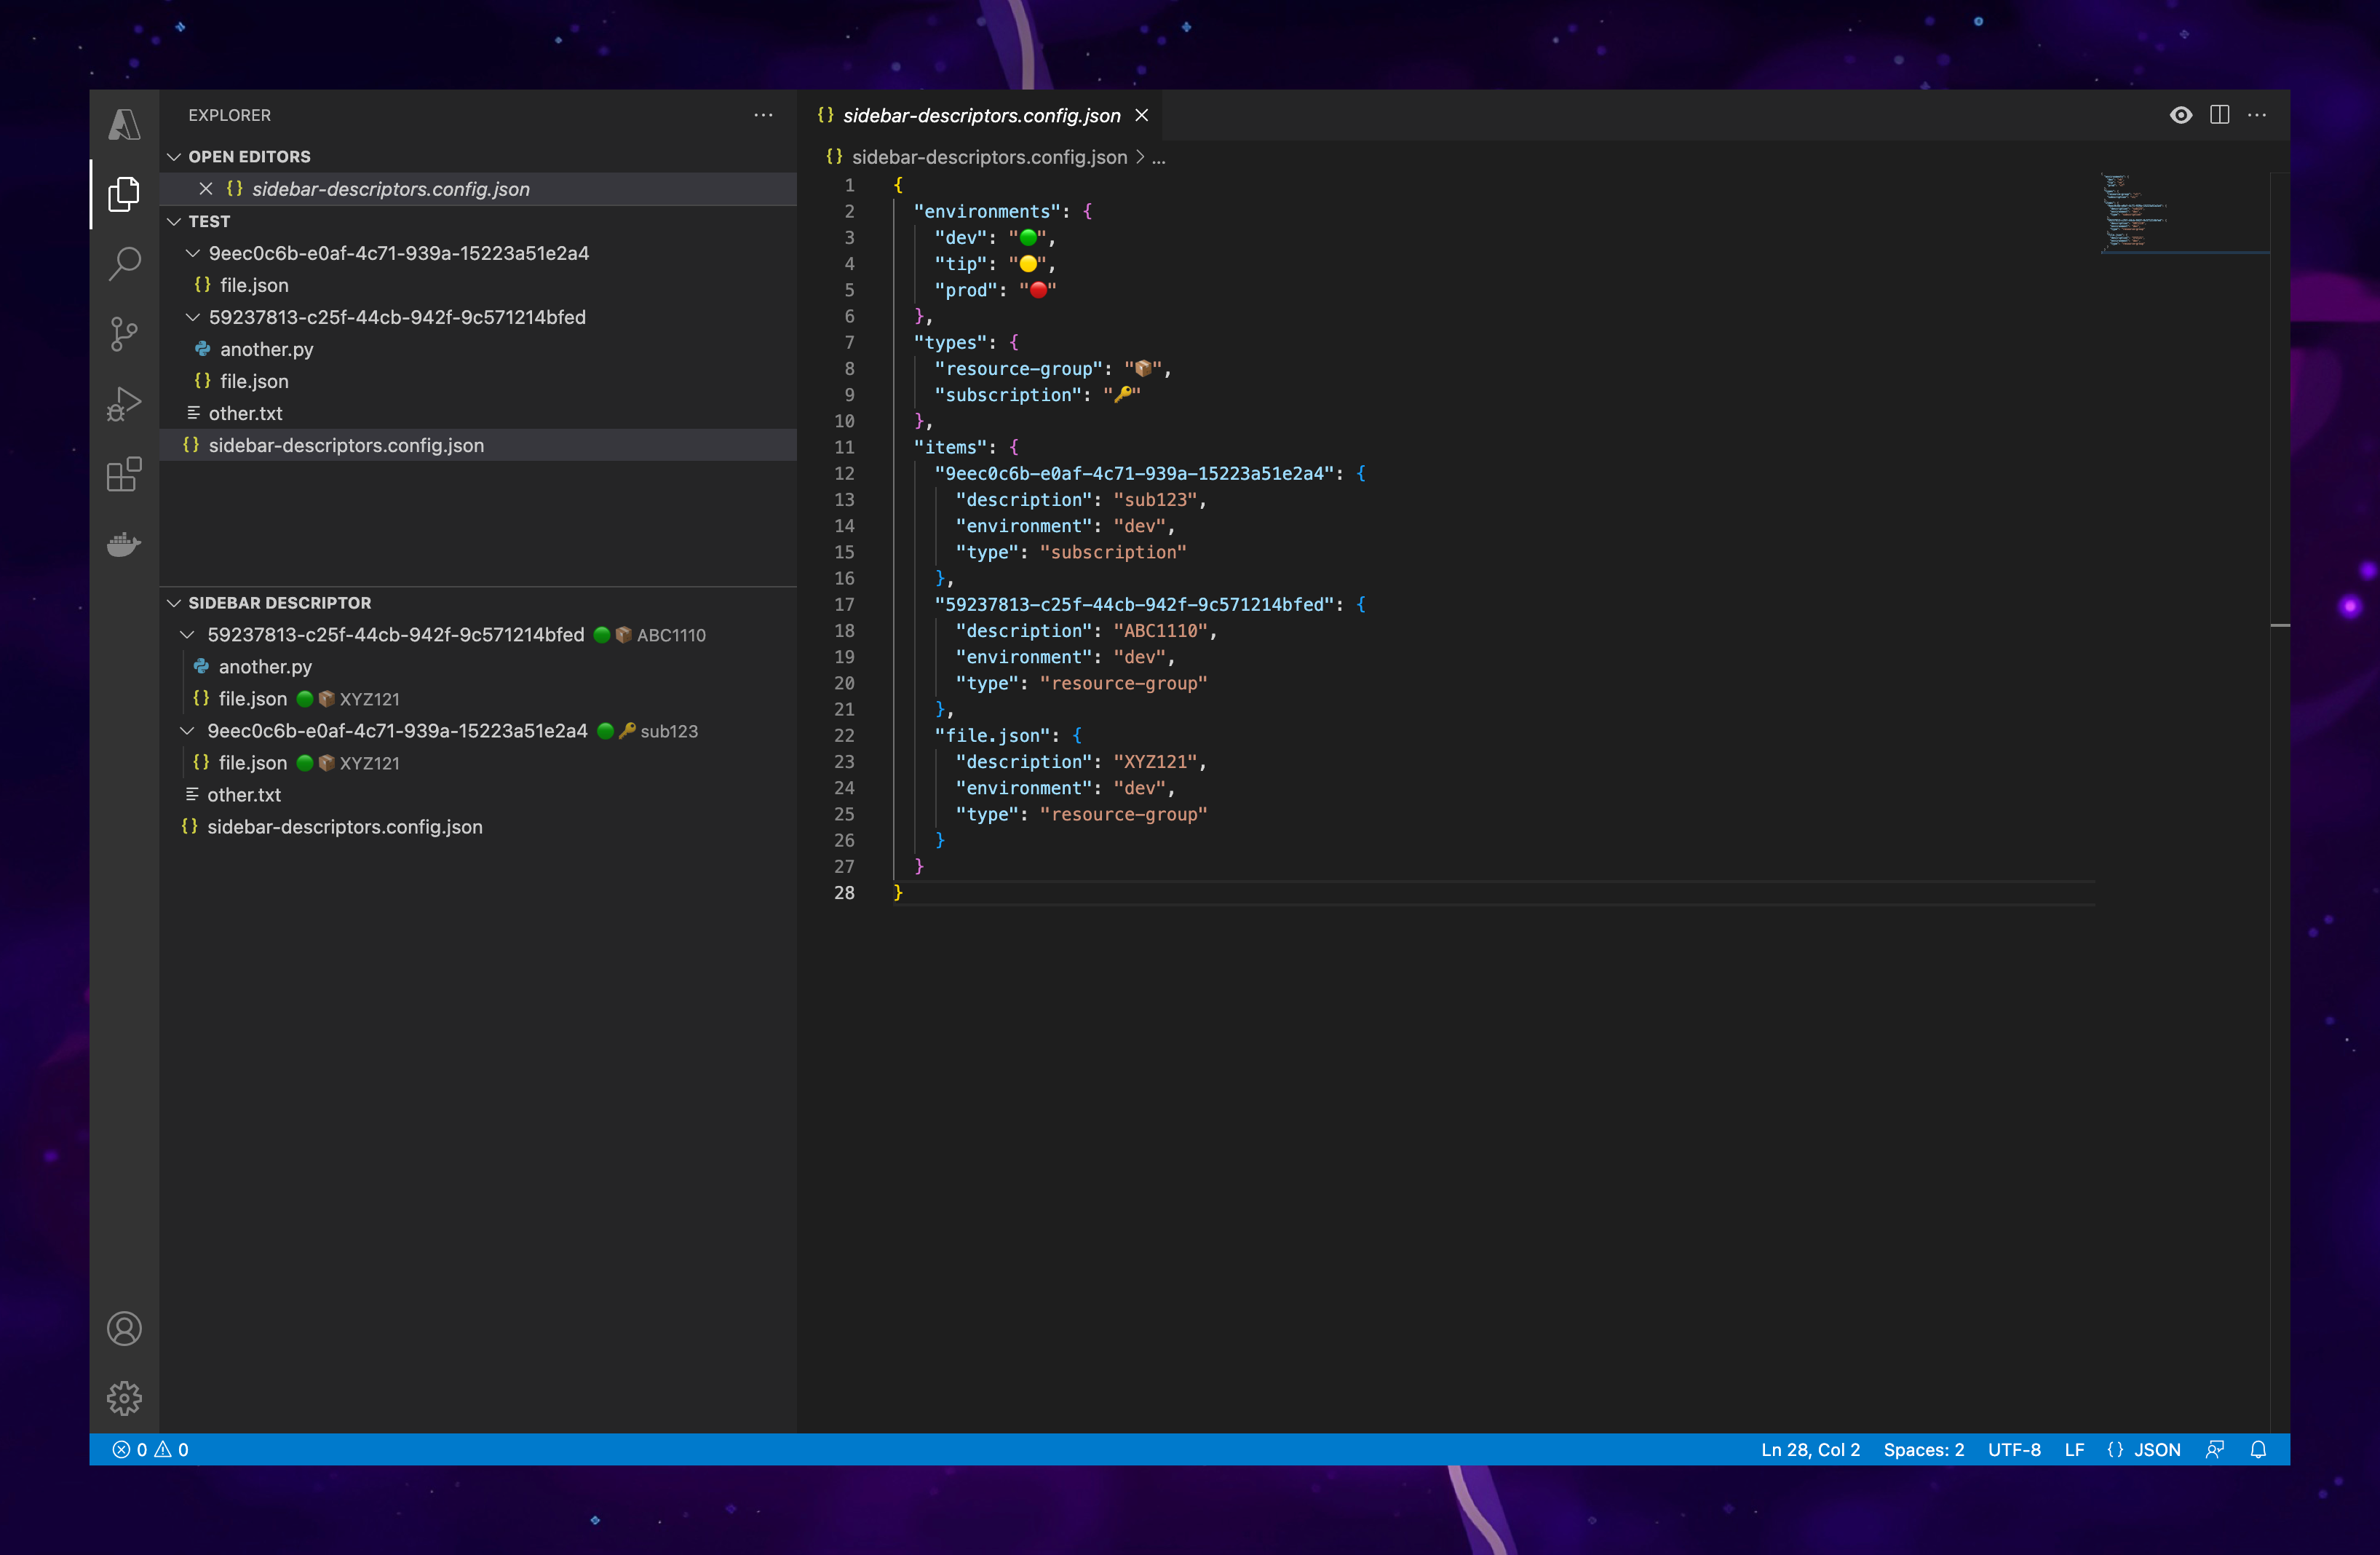 EXPLORER
OPEN EDITORS
sidebar-descriptors.config.json
TEST
9eec0c6b-e0af-4c71-939a-15223a51e2a4
{} file.json
59237813-c25f-44cb-942f-9c571214bfed
another.py
{} file.json
other.txt
{} sidebar-descriptors.config.json
SIDEBAR DESCRIPTOR
59237813-c25f-44cb-942f-9c571214bfed 🟢📦 ABC1110
another.py
{} file.json 🟢📦 XYZ121
9eec0c6b-e0af-4c71-939a-15223a51e2a4 🟢🔑 sub123
{} file.json 🟢📦 XYZ121
other.txt
{} sidebar-descriptors.config.json
{} sidebar-descriptors.config.json
{} sidebar-descriptors.config.json > ...
1 {
2 "environments": {
3 "dev": "🟢",
4 "tip": "🟡",
5 "prod": "🔴"
6 },
7 "types": {
8 "resource-group": "📦",
9 "subscription": "🔑"
10 },
11 "items": {
12 "9eec0c6b-e0af-4c71-939a-15223a51e2a4": {
13 "description": "sub123",
14 "environment": "dev",
15 "type": "subscription"
16 },
17 "59237813-c25f-44cb-942f-9c571214bfed": {
18 "description": "ABC1110",
19 "environment": "dev",
20 "type": "resource-group"
21 },
22 "file.json": {
23 "description": "XYZ121",
24 "environment": "dev",
25 "type": "resource-group"
26 }
27 }
28 }
0 0
Ln 28, Col 2 Spaces: 2 UTF-8 LF {} JSON